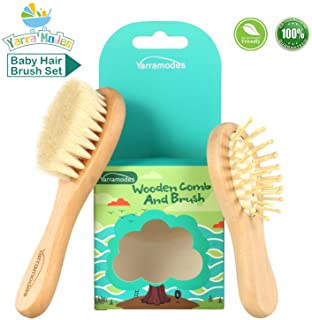 Yarra Modes
Baby Hair
Brush Set
100%
Yarramodes
Wooden Comb
And Brush
Yarramodes